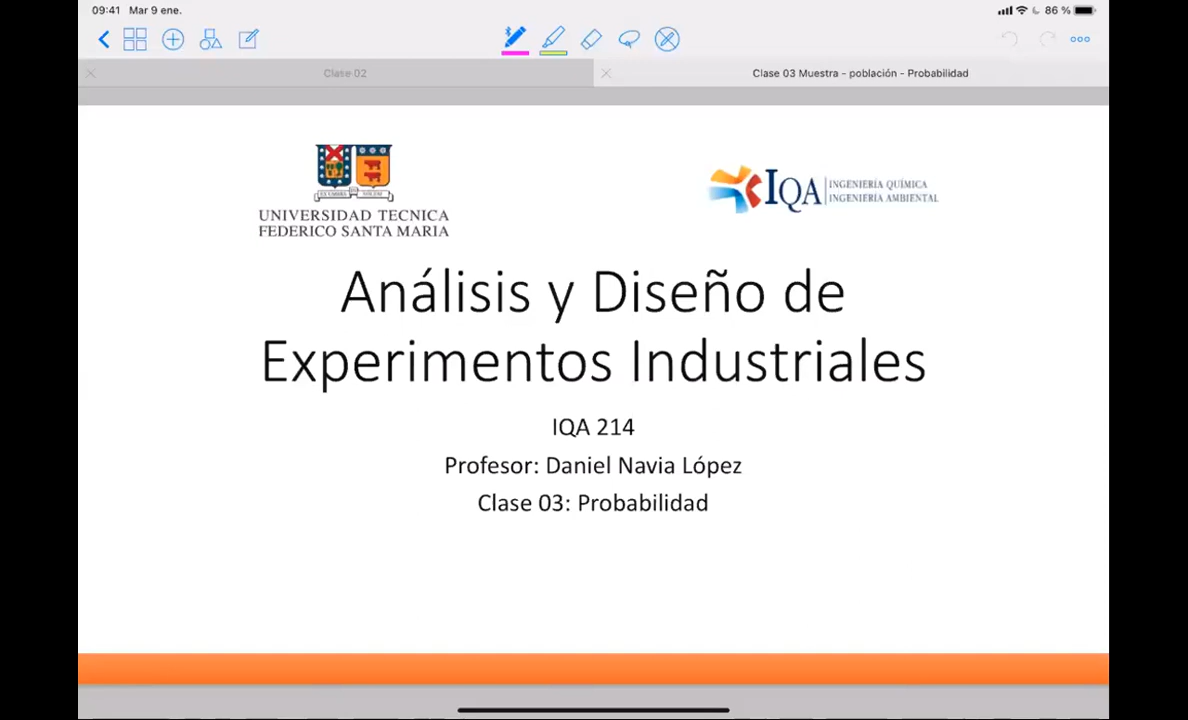 09:41 Mar 9 ene.
86 %
Clase 02
Clase 03 Muestra - población - Probabilidad
UNIVERSIDAD TECNICA
FEDERICO SANTA MARIA
IQA
INGENIERÍA QUÍMICA
INGENIERÍA AMBIENTAL
Análisis y Diseño de
Experimentos Industriales
IQA 214
Profesor: Daniel Navia López
Clase 03: Probabilidad